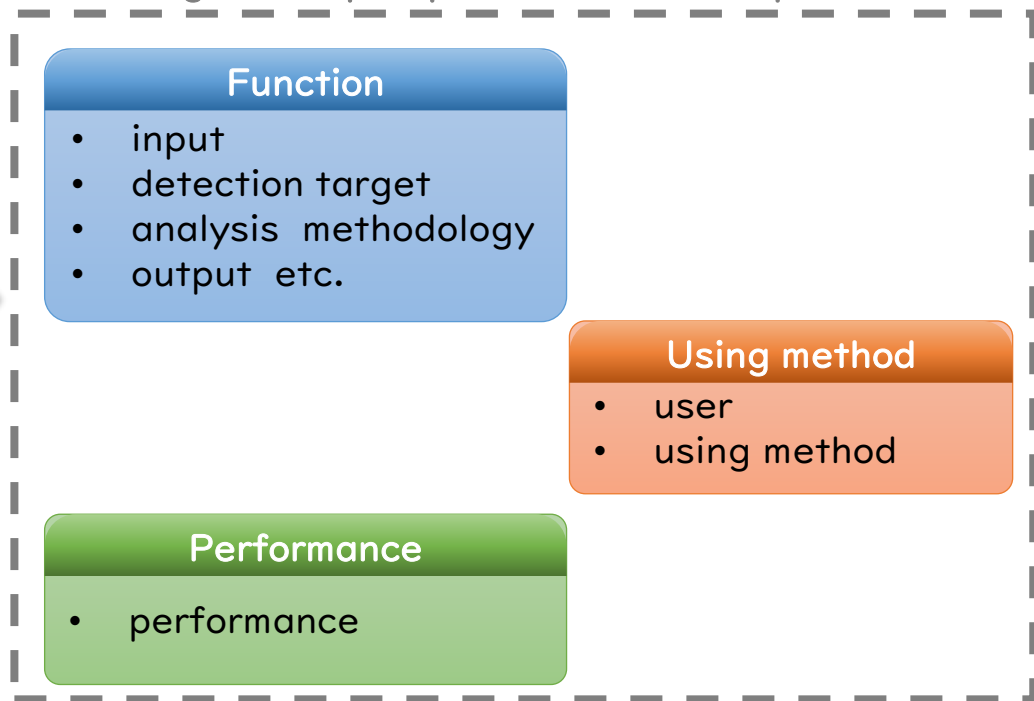 Function
• input
• detection target
• analysis methodology
• output etc.
Using method
• user
• using method
Performance
• performance